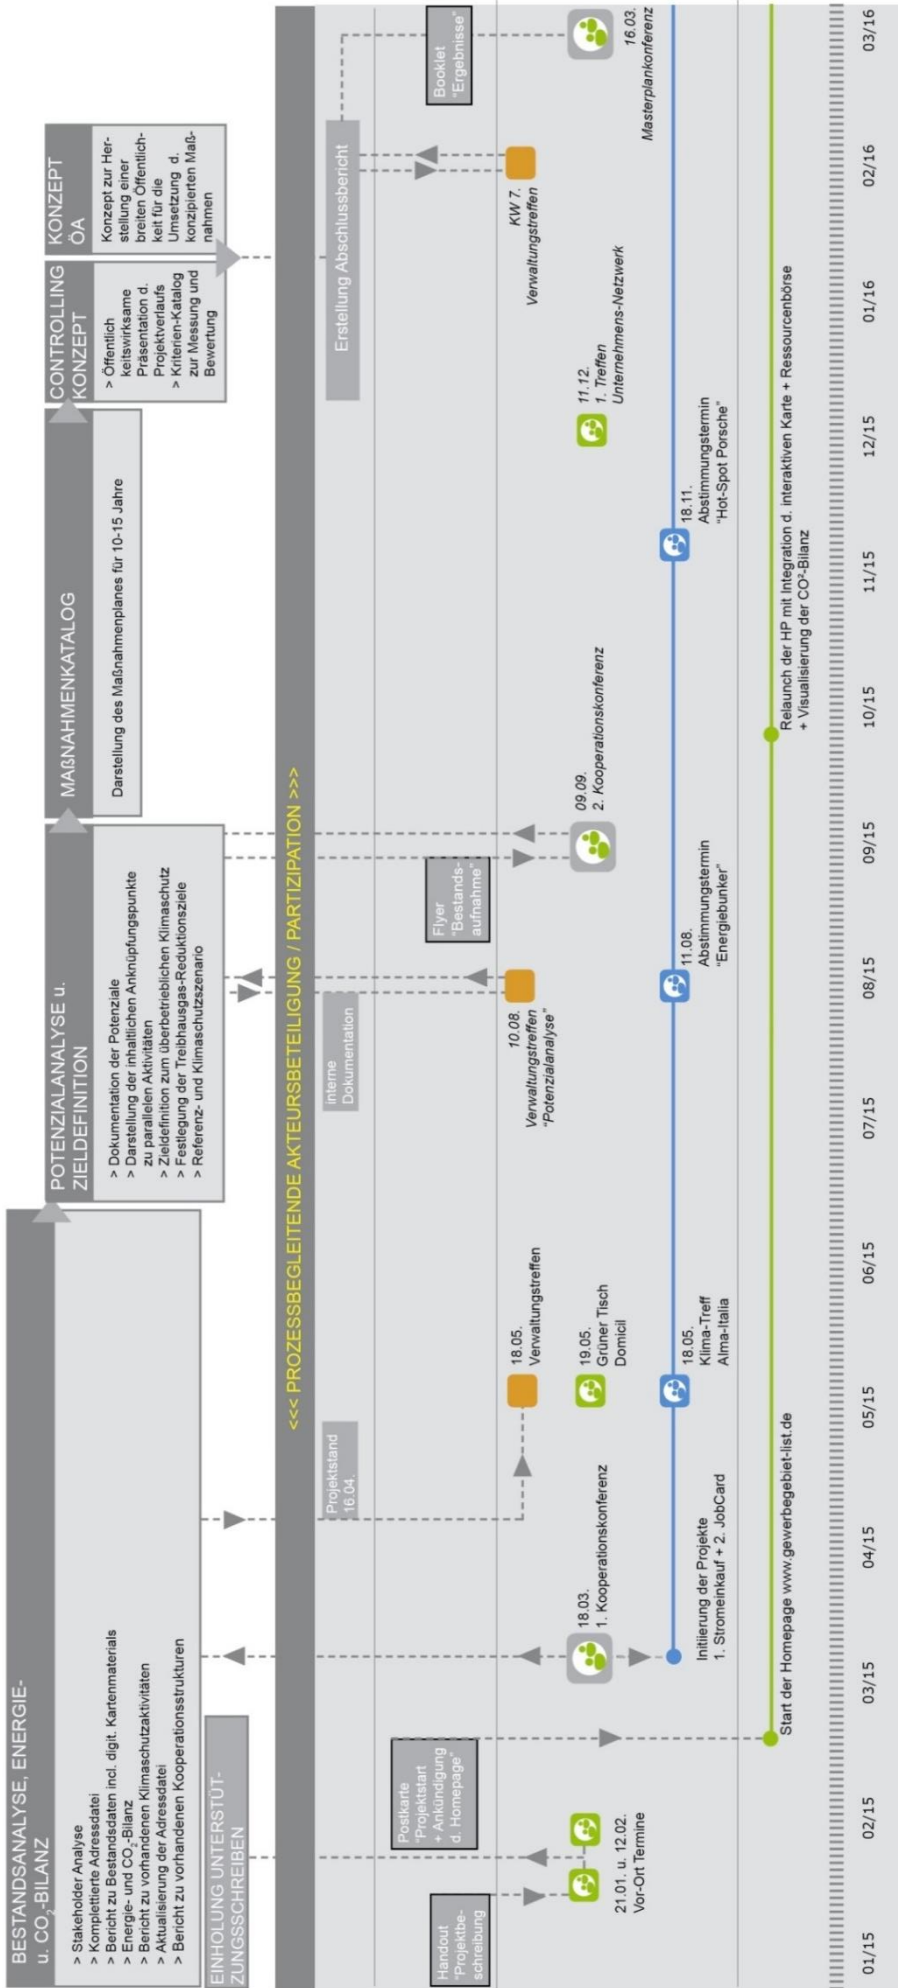 BESTANDSANALYSE, ENERGIE-
u. CO₂-BILANZ
> Stakeholder Analyse
> Komplettierte Adressdatei
> Bericht zu Bestandsdaten incl. digit. Kartenmaterials
> Energie- und CO₂-Bilanz
> Bericht zu vorhandenen Klimaschutzaktivitäten
> Aktualisierung der Adressdatei
> Bericht zu vorhandenen Kooperationsstrukturen
EINHOLUNG UNTERSTÜT-
ZUNGSSCHREIBEN
POTENZIALANALYSE u.
ZIELDEFINITION
> Dokumentation der Potenziale
> Darstellung der inhaltlichen Anknüpfungspunkte
zu parallelen Aktivitäten
> Zieldefinition zum überbetrieblichen Klimaschutz
> Festlegung der Treibhausgas-Reduktionsziele
> Referenz- und Klimaschutzszenario
MAßNAHMENKATALOG
Darstellung des Maßnahmenplanes für 10-15 Jahre
CONTROLLING
KONZEPT
> Öffentlich
keitswirksame
Präsentation d.
Projektverlaufs
> Kriterien-Katalog
zur Messung und
Bewertung
KONZEPT
ÖA
Konzept zur Her-
stellung einer
breiten Öffentlich-
keit für die
Umsetzung d.
konzipierten Maß-
nahmen
<<< PROZESSBEGLEITENDE AKTEURSBETEILIGUNG / PARTIZIPATION >>>
Projektstand
16.04.
interne
Dokumentation
Erstellung Abschlussbericht
Handout
"Projektbe-
schreibung
Postkarte
"Projektstart
+ Ankündigung
d. Homepage"
Flyer
"Bestands-
aufnahme"
Booklet
"Ergebnisse"
18.05.
Verwaltungstreffen
10.08.
Verwaltungstreffen
"Potenzialanalyse"
KW 7.
Verwaltungstreffen
21.01. u. 12.02.
Vor-Ort Termine
18.03.
1. Kooperationskonferenz
19.05.
Grüner Tisch
Domicil
09.09.
2. Kooperationskonferenz
11.12.
1. Treffen
Unternehmens-Netzwerk
16.03.
Masterplankonferenz
Initiierung der Projekte
1. Stromeinkauf + 2. JobCard
18.05.
Klima-Treff
Alma-Italia
11.08.
Abstimmungstermin
"Energiebunker"
18.11.
Abstimmungstermin
"Hot-Spot Porsche"
Start der Homepage www.gewerbegebiet-list.de
Relaunch der HP mit Integration d. interaktiven Karte + Ressourcenbörse
+ Visualisierung der CO²-Bilanz
01/15
02/15
03/15
04/15
05/15
06/15
07/15
08/15
09/15
10/15
11/15
12/15
01/16
02/16
03/16